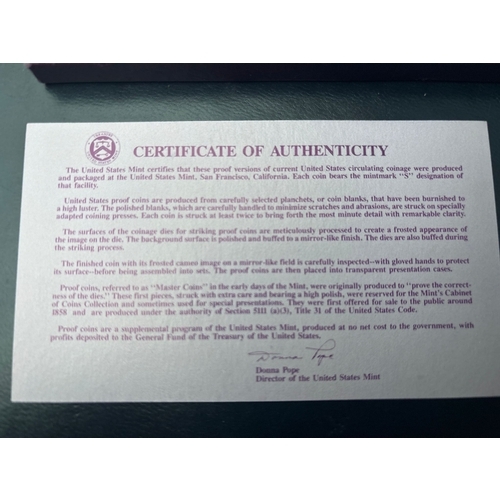 CERTIFICATE OF AUTHENTICITY
The United States Mint certifies that these proof versions of current United States circulating coinage were produced
and packaged at the United States Mint, San Francisco, California. Each coin bears the mintmark "S" designation of
that facility.
United States proof coins are produced from carefully selected planchets, or coin blanks, that have been burnished to
a high luster. The polished blanks, which are carefully handled to minimize scratches and abrasions, are struck on specially
adapted coining presses. Each coin is struck at least twice to bring forth the most minute detail with remarkable clarity.
The surfaces of the coinage dies for striking proof coins are meticulously processed to create a frosted appearance of
the image on the die. The background surface is polished and buffed to a mirror-like finish. The dies are also buffed during
the striking process.
The finished coin with its frosted cameo image on a mirror-like field is carefully inspected--with gloved hands to protect
its surface--before being assembled into sets. The proof coins are then placed into transparent presentation cases.
Proof coins, referred to as "Master Coins" in the early days of the Mint, were originally produced to "prove the correct-
ness of the dies." These first pieces, struck with extra care and bearing a high polish, were reserved for the Mint's Cabinet
of Coins Collection and sometimes used for special presentations. They were first offered for sale to the public around
1858 and are produced under the authority of Section 5111 (a)(3), Title 31 of the United States Code.
Proof coins are a supplemental program of the United States Mint, produced at no net cost to the government, with
profits deposited to the General Fund of the Treasury of the United States.
Donna Pope
Donna Pope
Director of the United States Mint